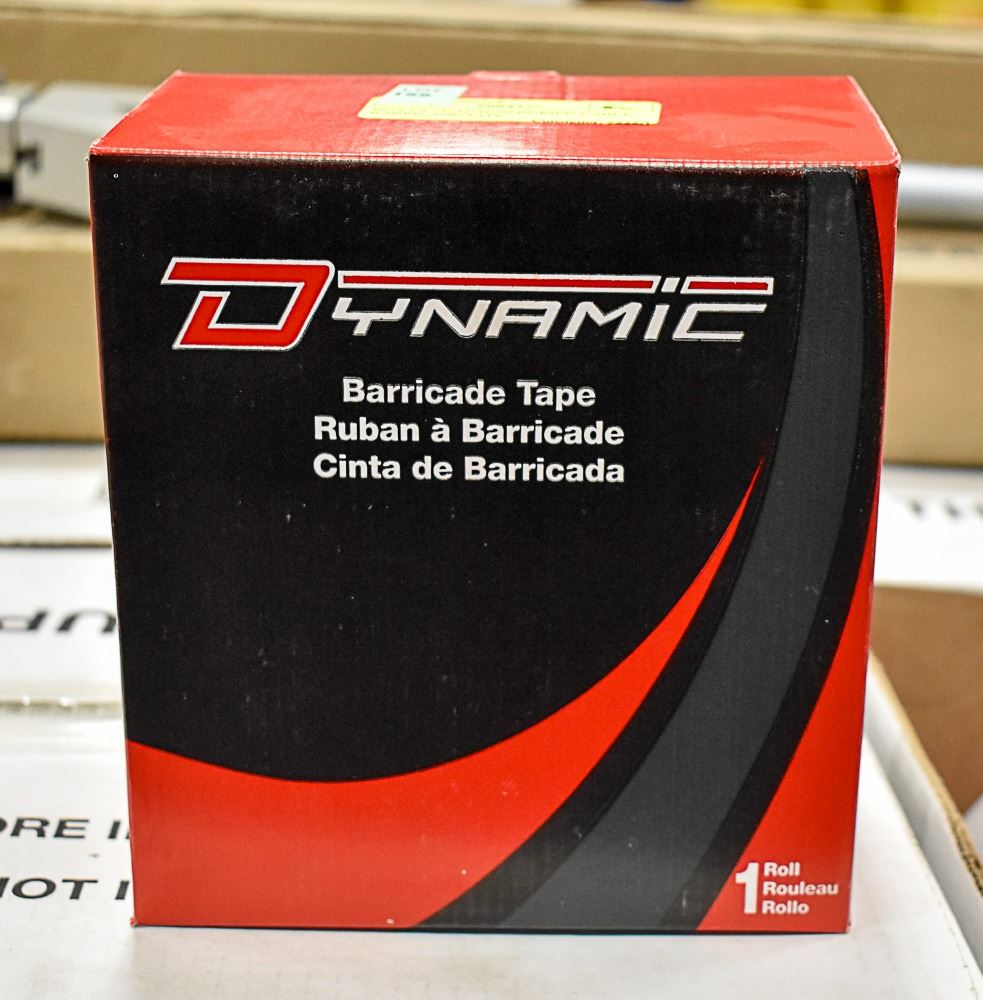 DYNAMIC
Barricade Tape
Ruban à Barricade
Cinta de Barricada
1 Roll
Rouleau
Rollo